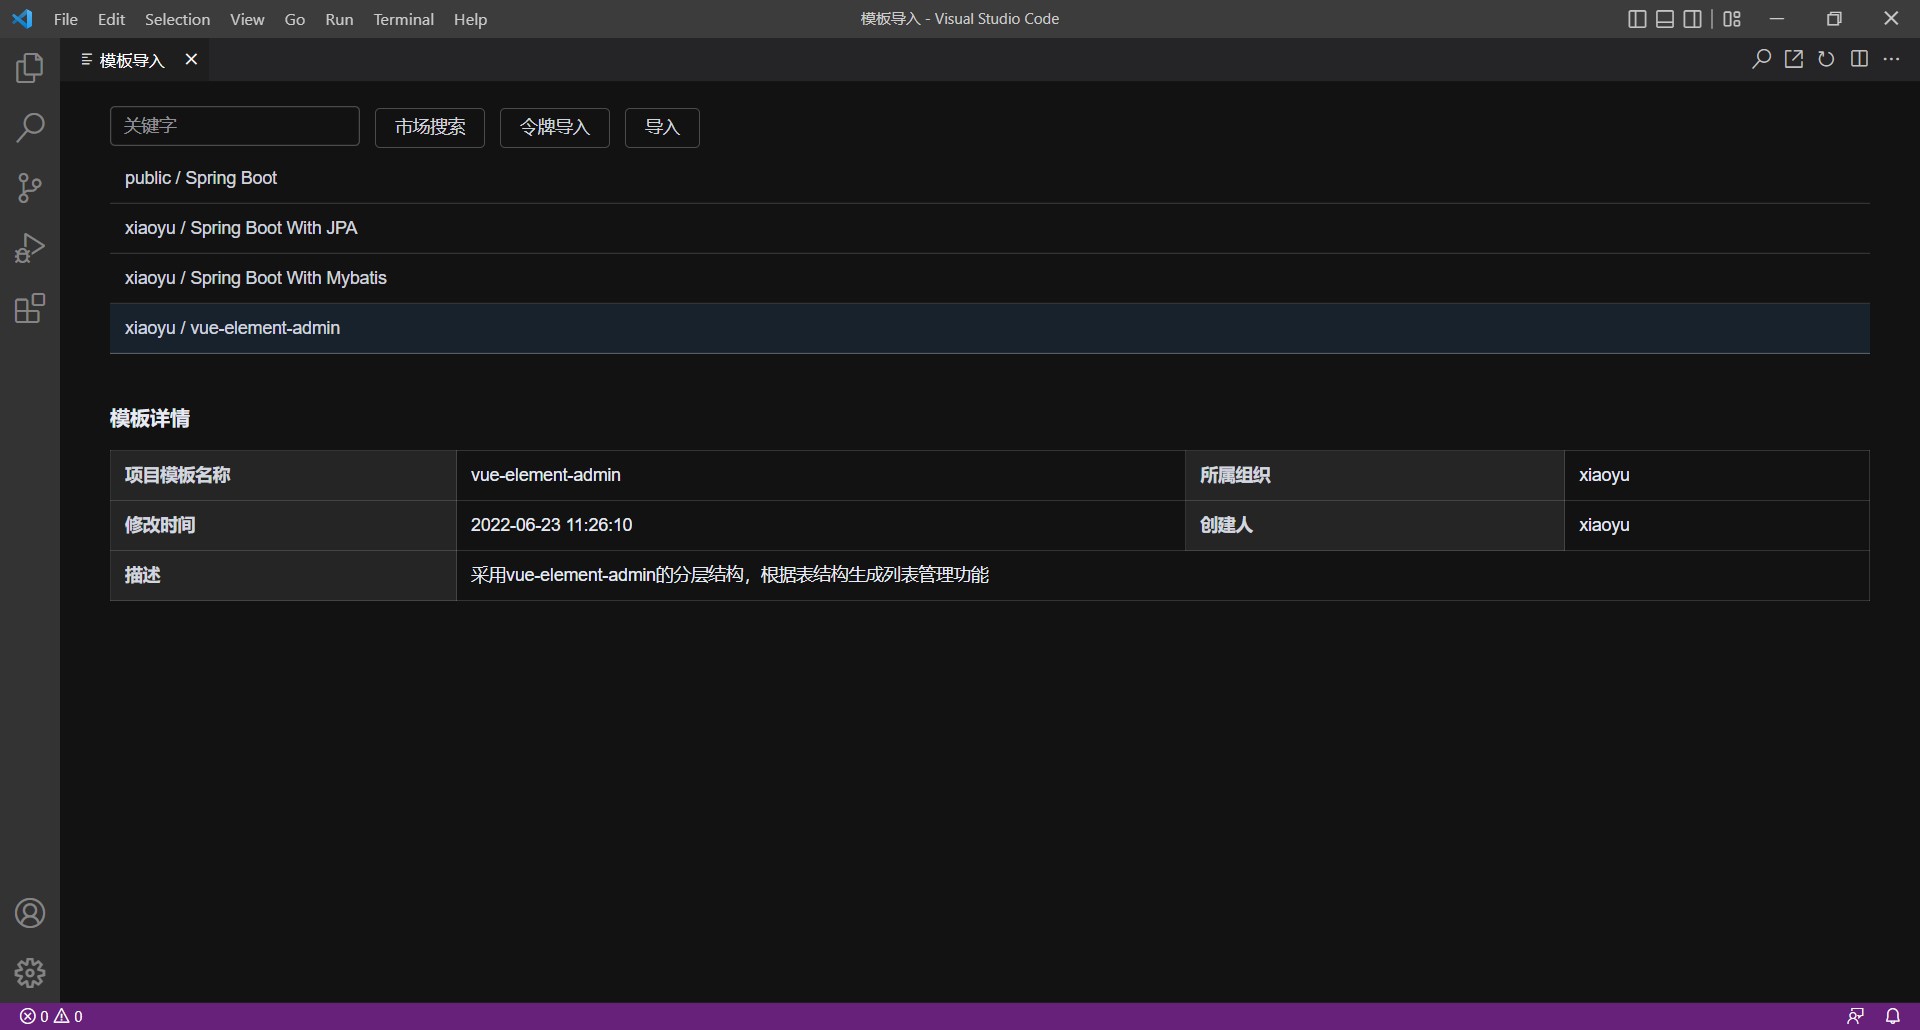 File Edit Selection View Go Run Terminal Help 模板导入 - Visual Studio Code
模板导入
关键字 市场搜索 令牌导入 导入
public / Spring Boot
xiaoyu / Spring Boot With JPA
xiaoyu / Spring Boot With Mybatis
xiaoyu / vue-element-admin
模板详情
项目模板名称 vue-element-admin 所属组织 xiaoyu
修改时间 2022-06-23 11:26:10 创建人 xiaoyu
描述 采用vue-element-admin的分层结构，根据表结构生成列表管理功能
0 0